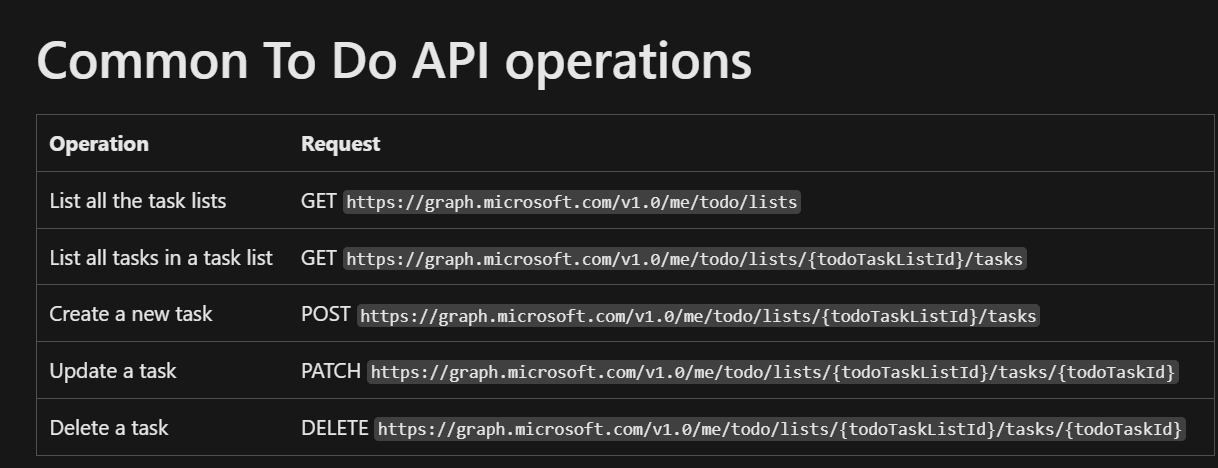 Common To Do API operations
Operation Request
List all the task lists GET https://graph.microsoft.com/v1.0/me/todo/lists
List all tasks in a task list GET https://graph.microsoft.com/v1.0/me/todo/lists/{todoTaskListId}/tasks
Create a new task POST https://graph.microsoft.com/v1.0/me/todo/lists/{todoTaskListId}/tasks
Update a task PATCH https://graph.microsoft.com/v1.0/me/todo/lists/{todoTaskListId}/tasks/{todoTaskId}
Delete a task DELETE https://graph.microsoft.com/v1.0/me/todo/lists/{todoTaskListId}/tasks/{todoTaskId}